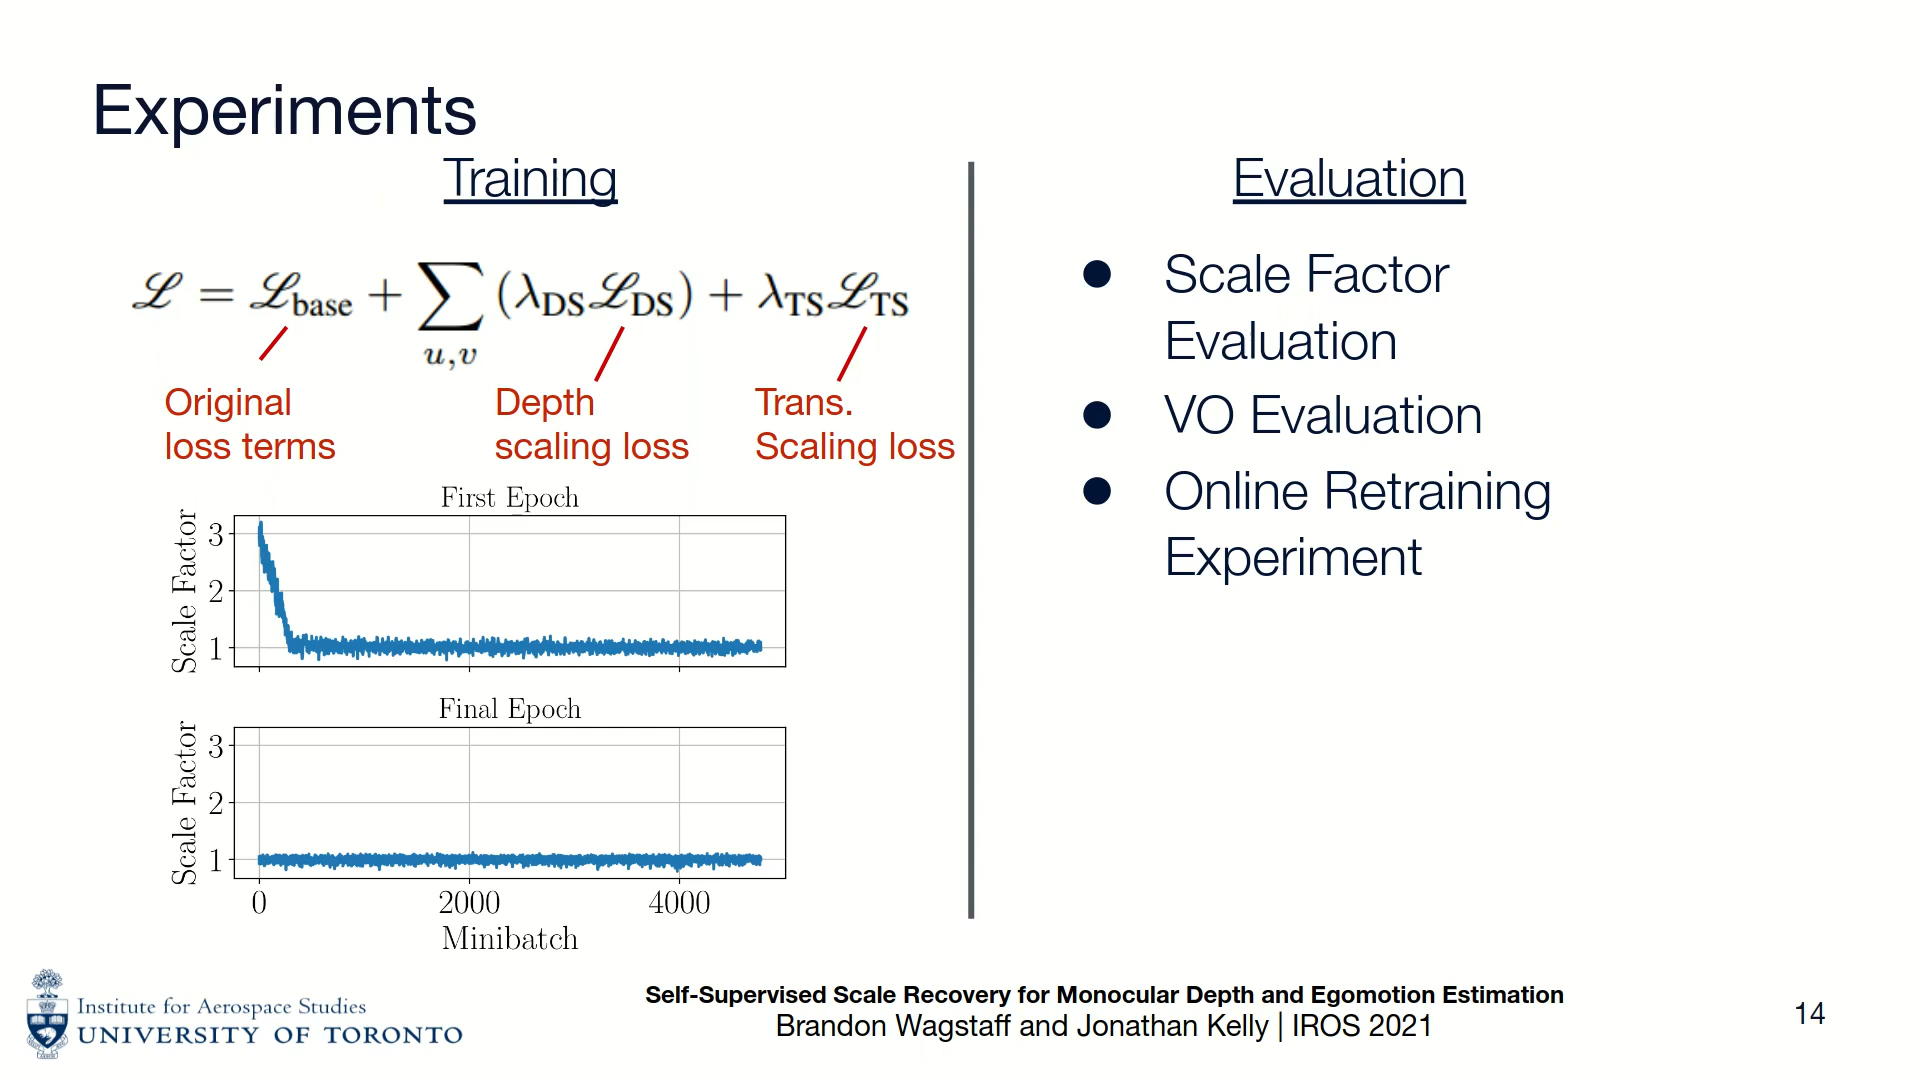 Experiments
Training
ℒ = ℒbase + ∑u,v (λDSℒDS) + λTSℒTS
Original
loss terms
Depth
scaling loss
Trans.
Scaling loss
First Epoch
Scale Factor
3
2
1
Final Epoch
Scale Factor
3
2
1
0 2000 4000
Minibatch
Evaluation
● Scale Factor
Evaluation
● VO Evaluation
● Online Retraining
Experiment
Institute for Aerospace Studies
UNIVERSITY OF TORONTO
Self-Supervised Scale Recovery for Monocular Depth and Egomotion Estimation
Brandon Wagstaff and Jonathan Kelly | IROS 2021
14